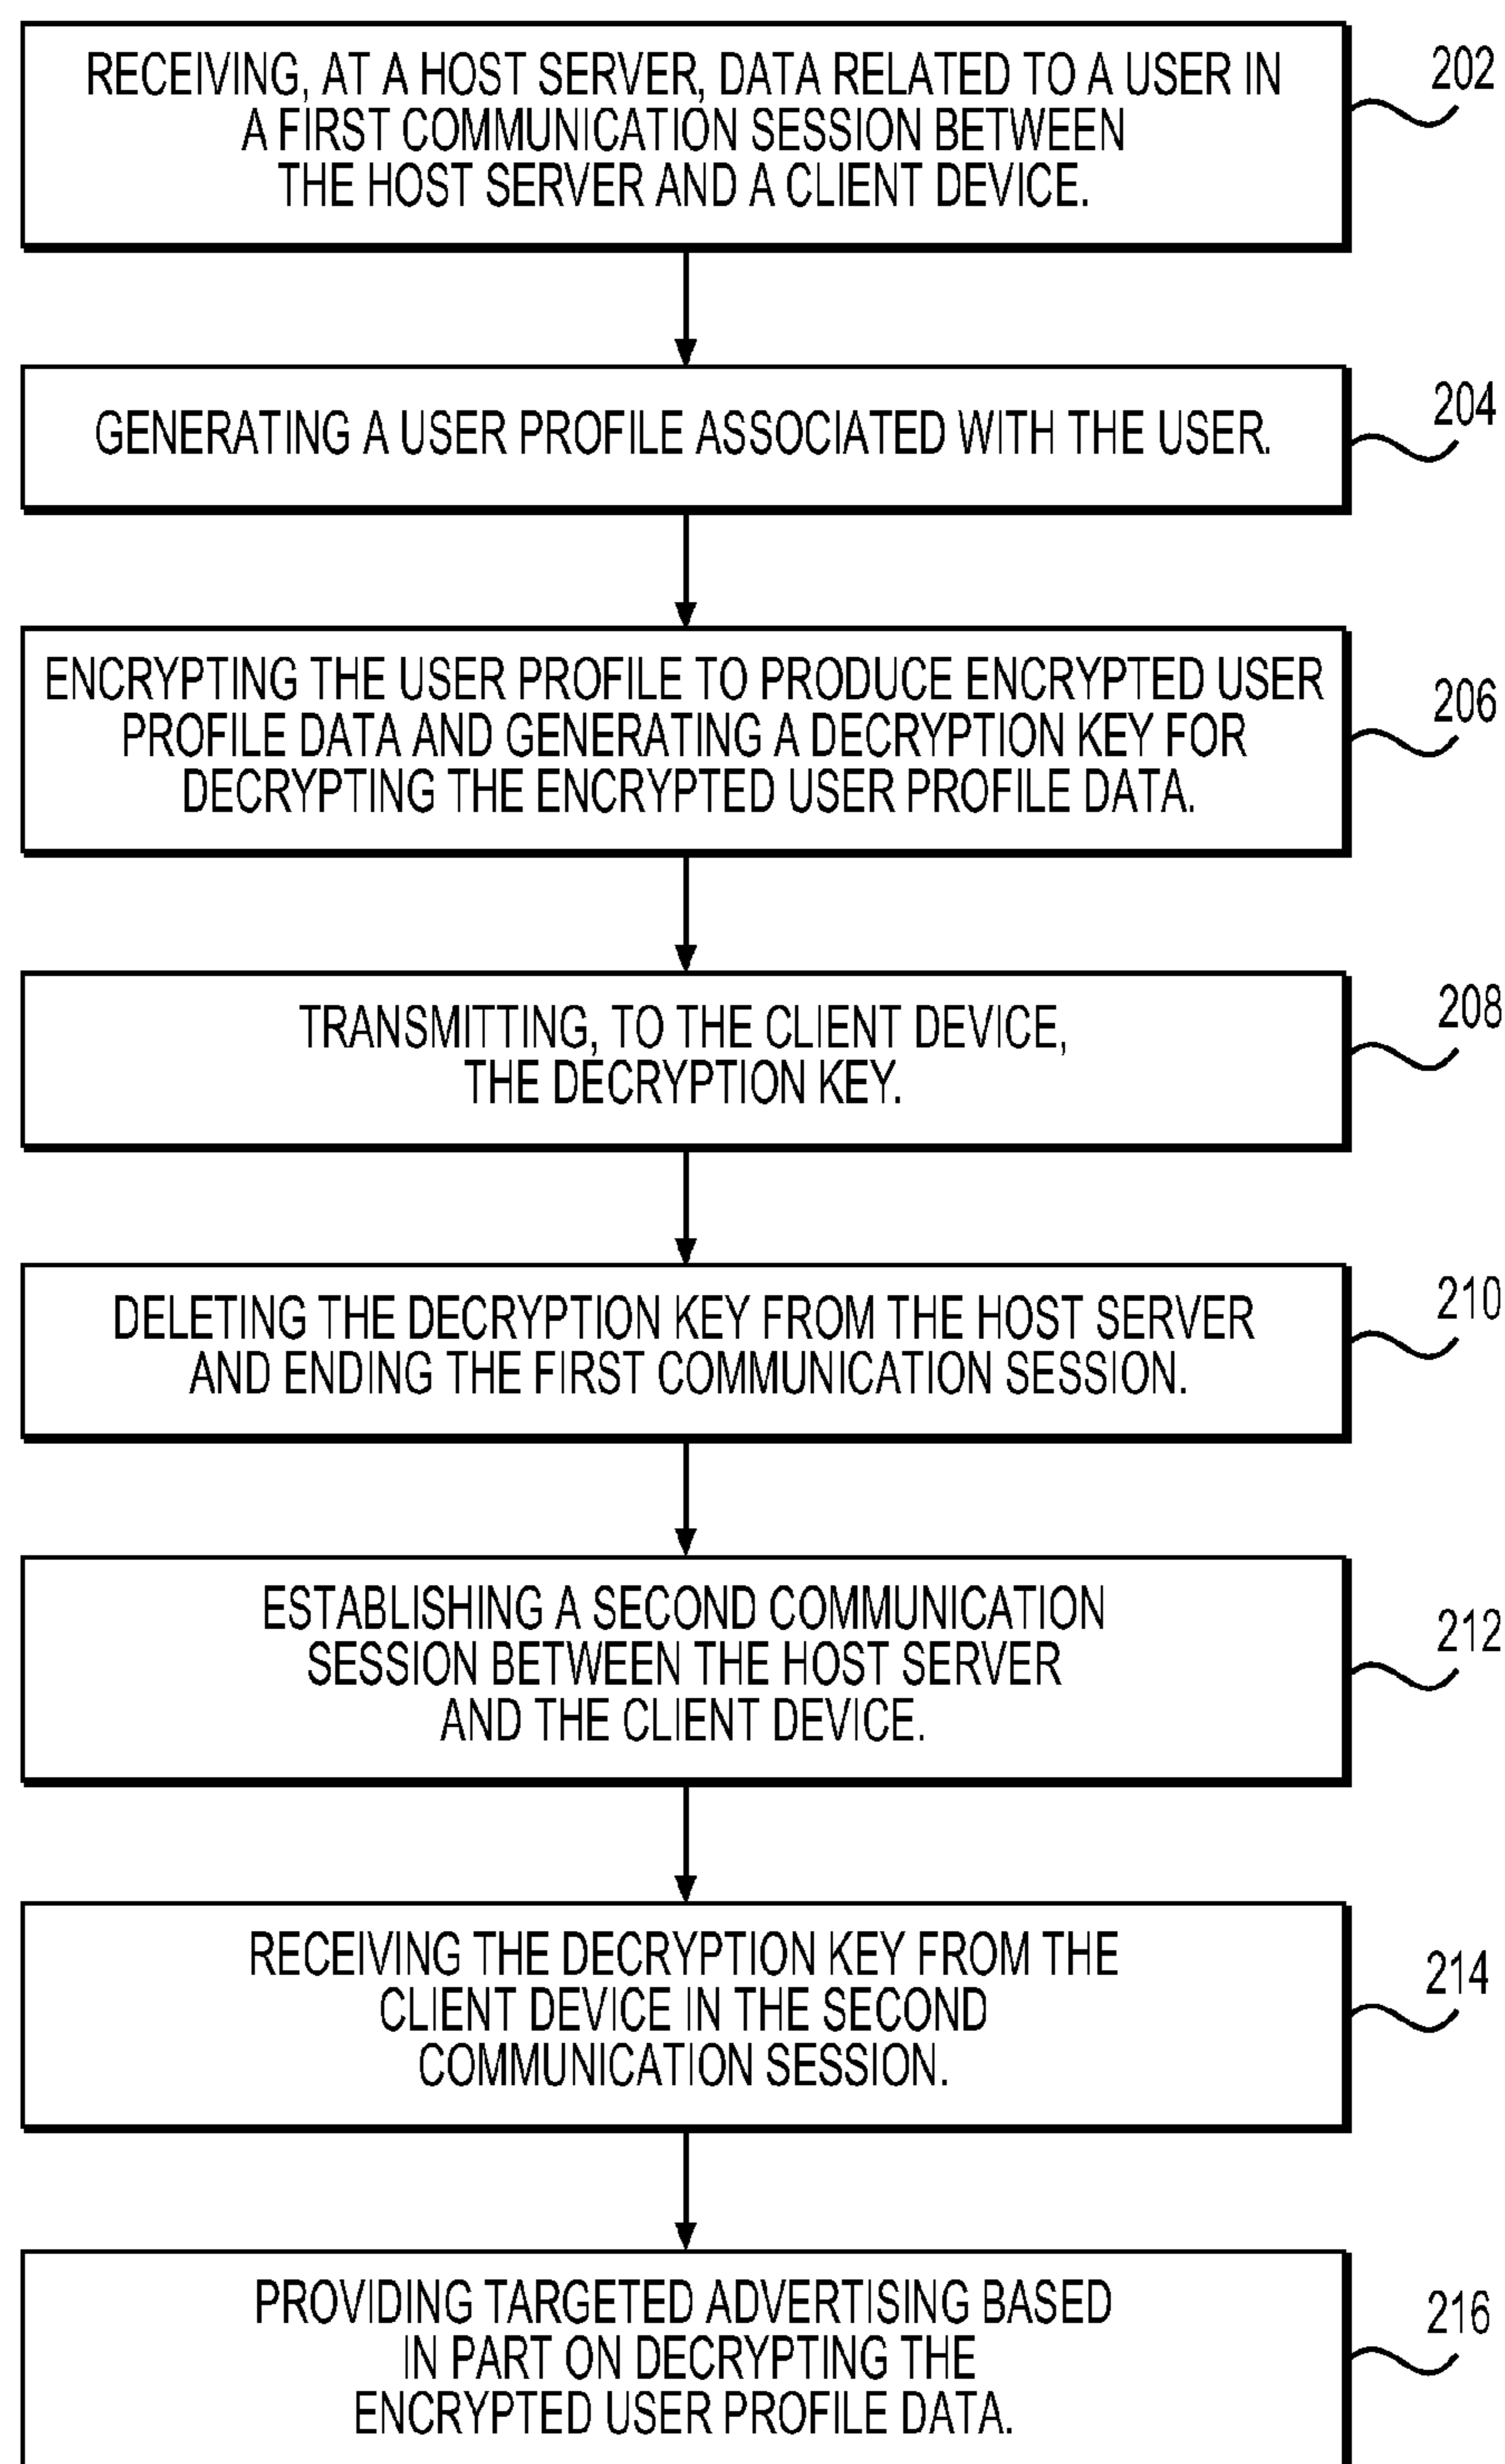 RECEIVING, AT A HOST SERVER, DATA RELATED TO A USER IN
A FIRST COMMUNICATION SESSION BETWEEN
THE HOST SERVER AND A CLIENT DEVICE.
202
GENERATING A USER PROFILE ASSOCIATED WITH THE USER.
204
ENCRYPTING THE USER PROFILE TO PRODUCE ENCRYPTED USER
PROFILE DATA AND GENERATING A DECRYPTION KEY FOR
DECRYPTING THE ENCRYPTED USER PROFILE DATA.
206
TRANSMITTING, TO THE CLIENT DEVICE,
THE DECRYPTION KEY.
208
DELETING THE DECRYPTION KEY FROM THE HOST SERVER
AND ENDING THE FIRST COMMUNICATION SESSION.
210
ESTABLISHING A SECOND COMMUNICATION
SESSION BETWEEN THE HOST SERVER
AND THE CLIENT DEVICE.
212
RECEIVING THE DECRYPTION KEY FROM THE
CLIENT DEVICE IN THE SECOND
COMMUNICATION SESSION.
214
PROVIDING TARGETED ADVERTISING BASED
IN PART ON DECRYPTING THE
ENCRYPTED USER PROFILE DATA.
216